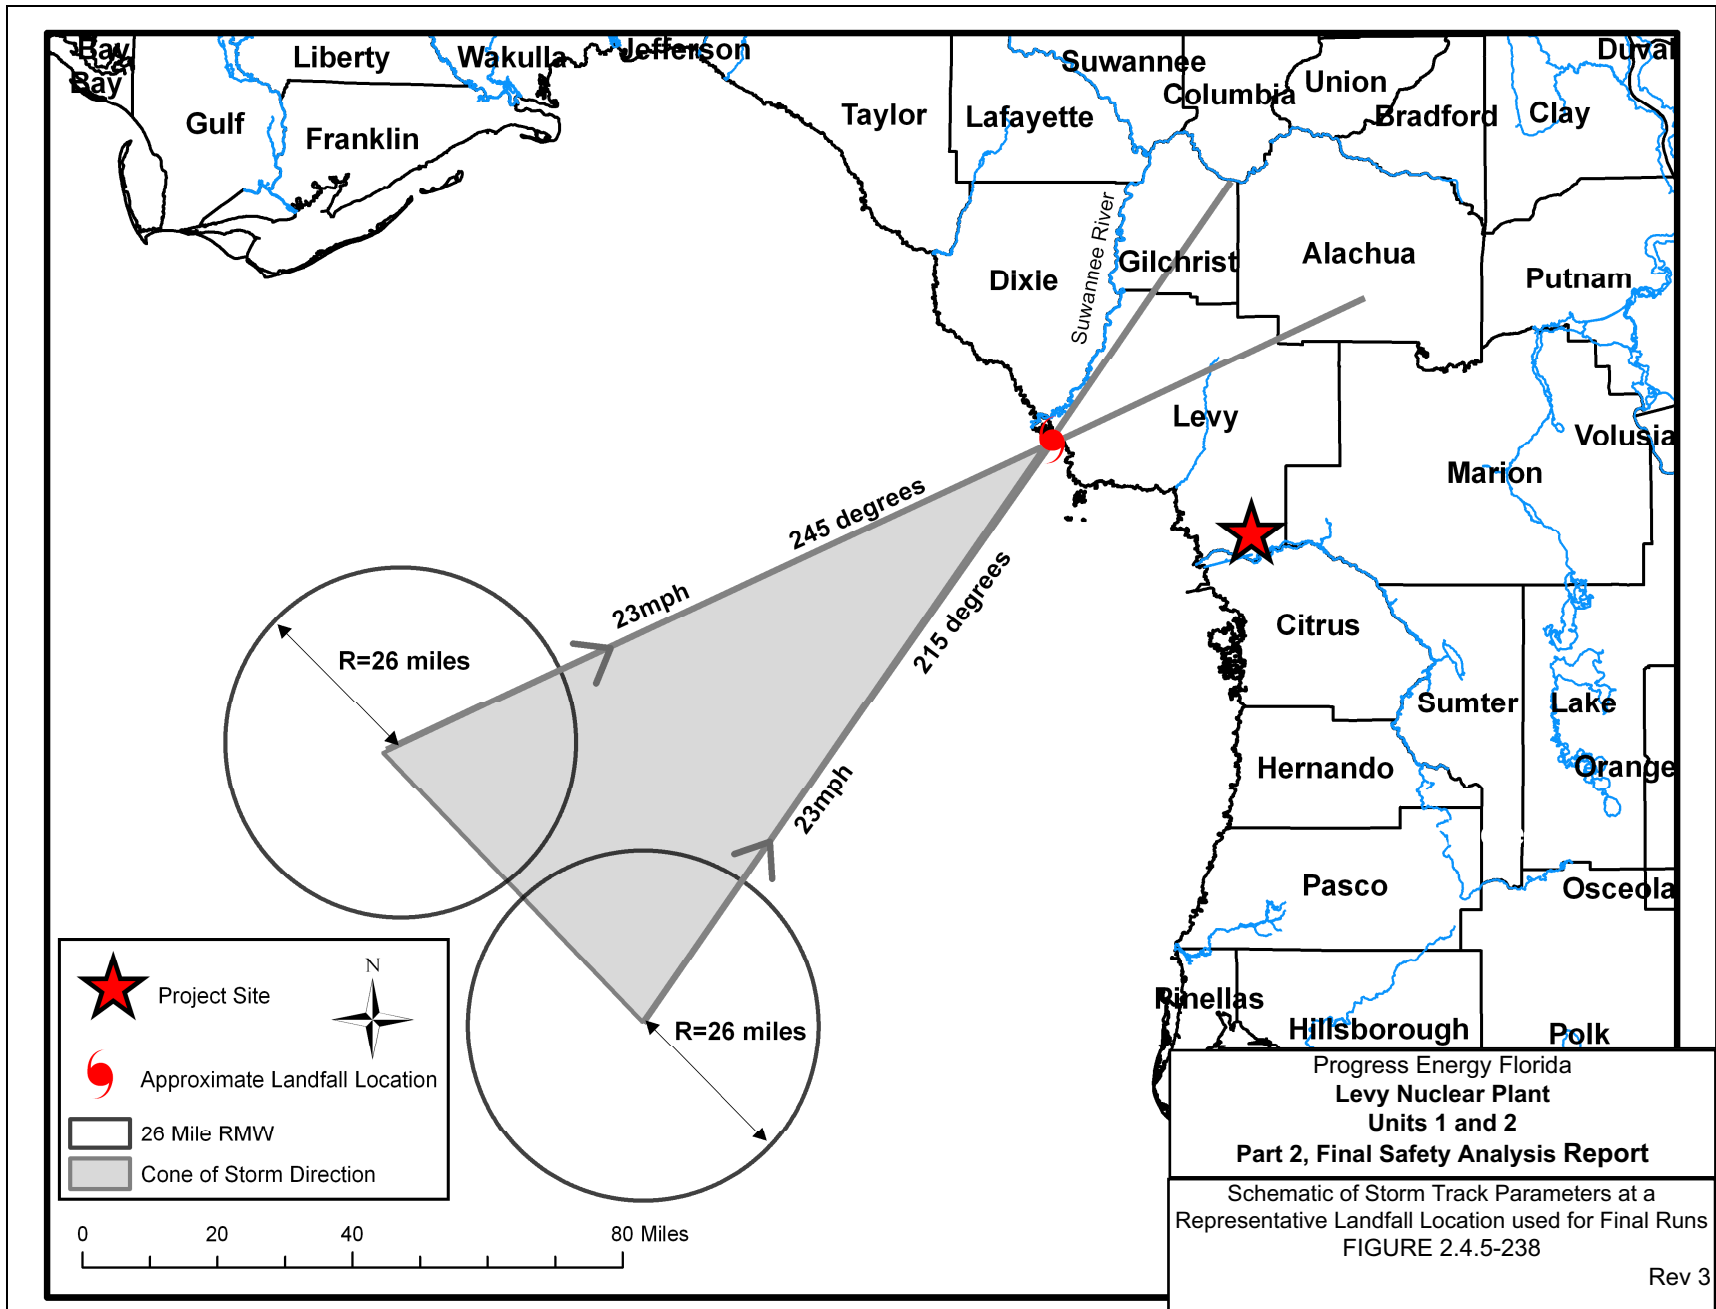 Bay
Bay
Liberty
Wakulla
Jefferson
Gulf
Franklin
Taylor
Lafayette
Suwannee
Columbia
Union
Bradford
Clay
Duval
Suwannee River
Dixie
Gilchrist
Alachua
Putnam
Levy
Volusia
Marion
245 degrees
23mph
215 degrees
23mph
R=26 miles
R=26 miles
Citrus
Sumter
Lake
Orange
Hernando
Pasco
Osceola
Pinellas
Hillsborough
Polk
N
Project Site
Approximate Landfall Location
26 Mile RMW
Cone of Storm Direction
0 20 40 80 Miles
Progress Energy Florida
Levy Nuclear Plant
Units 1 and 2
Part 2, Final Safety Analysis Report
Schematic of Storm Track Parameters at a
Representative Landfall Location used for Final Runs
FIGURE 2.4.5-238
Rev 3